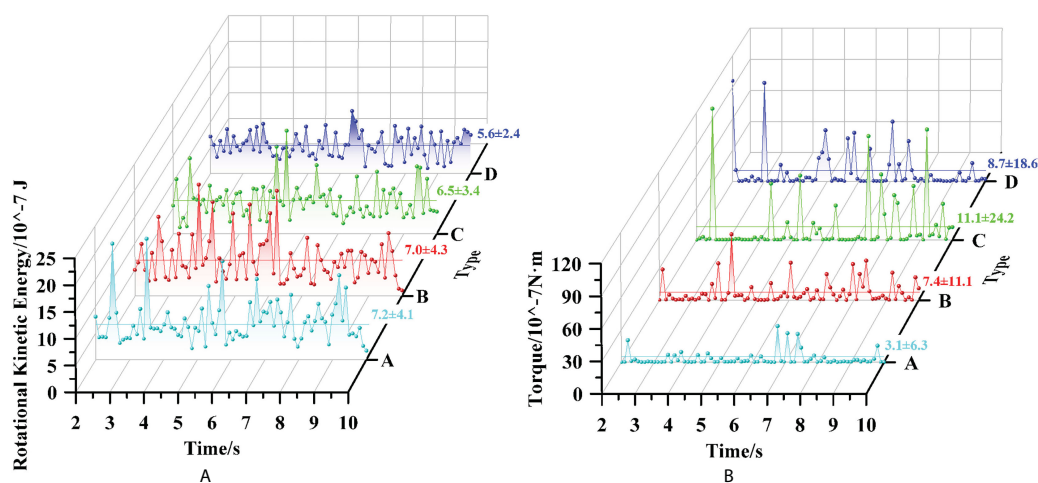 Rotational Kinetic Energy/10^-7 J
25
20
15
10
5
0
2 3 4 5 6 7 8 9 10
Time/s
A
B
C
D
Type
5.6±2.4
6.5±3.4
7.0±4.3
7.2±4.1
A
Torque/10^-7N·m
120
90
60
30
0
2 3 4 5 6 7 8 9 10
Time/s
A
B
C
D
Type
8.7±18.6
11.1±24.2
7.4±11.1
3.1±6.3
B